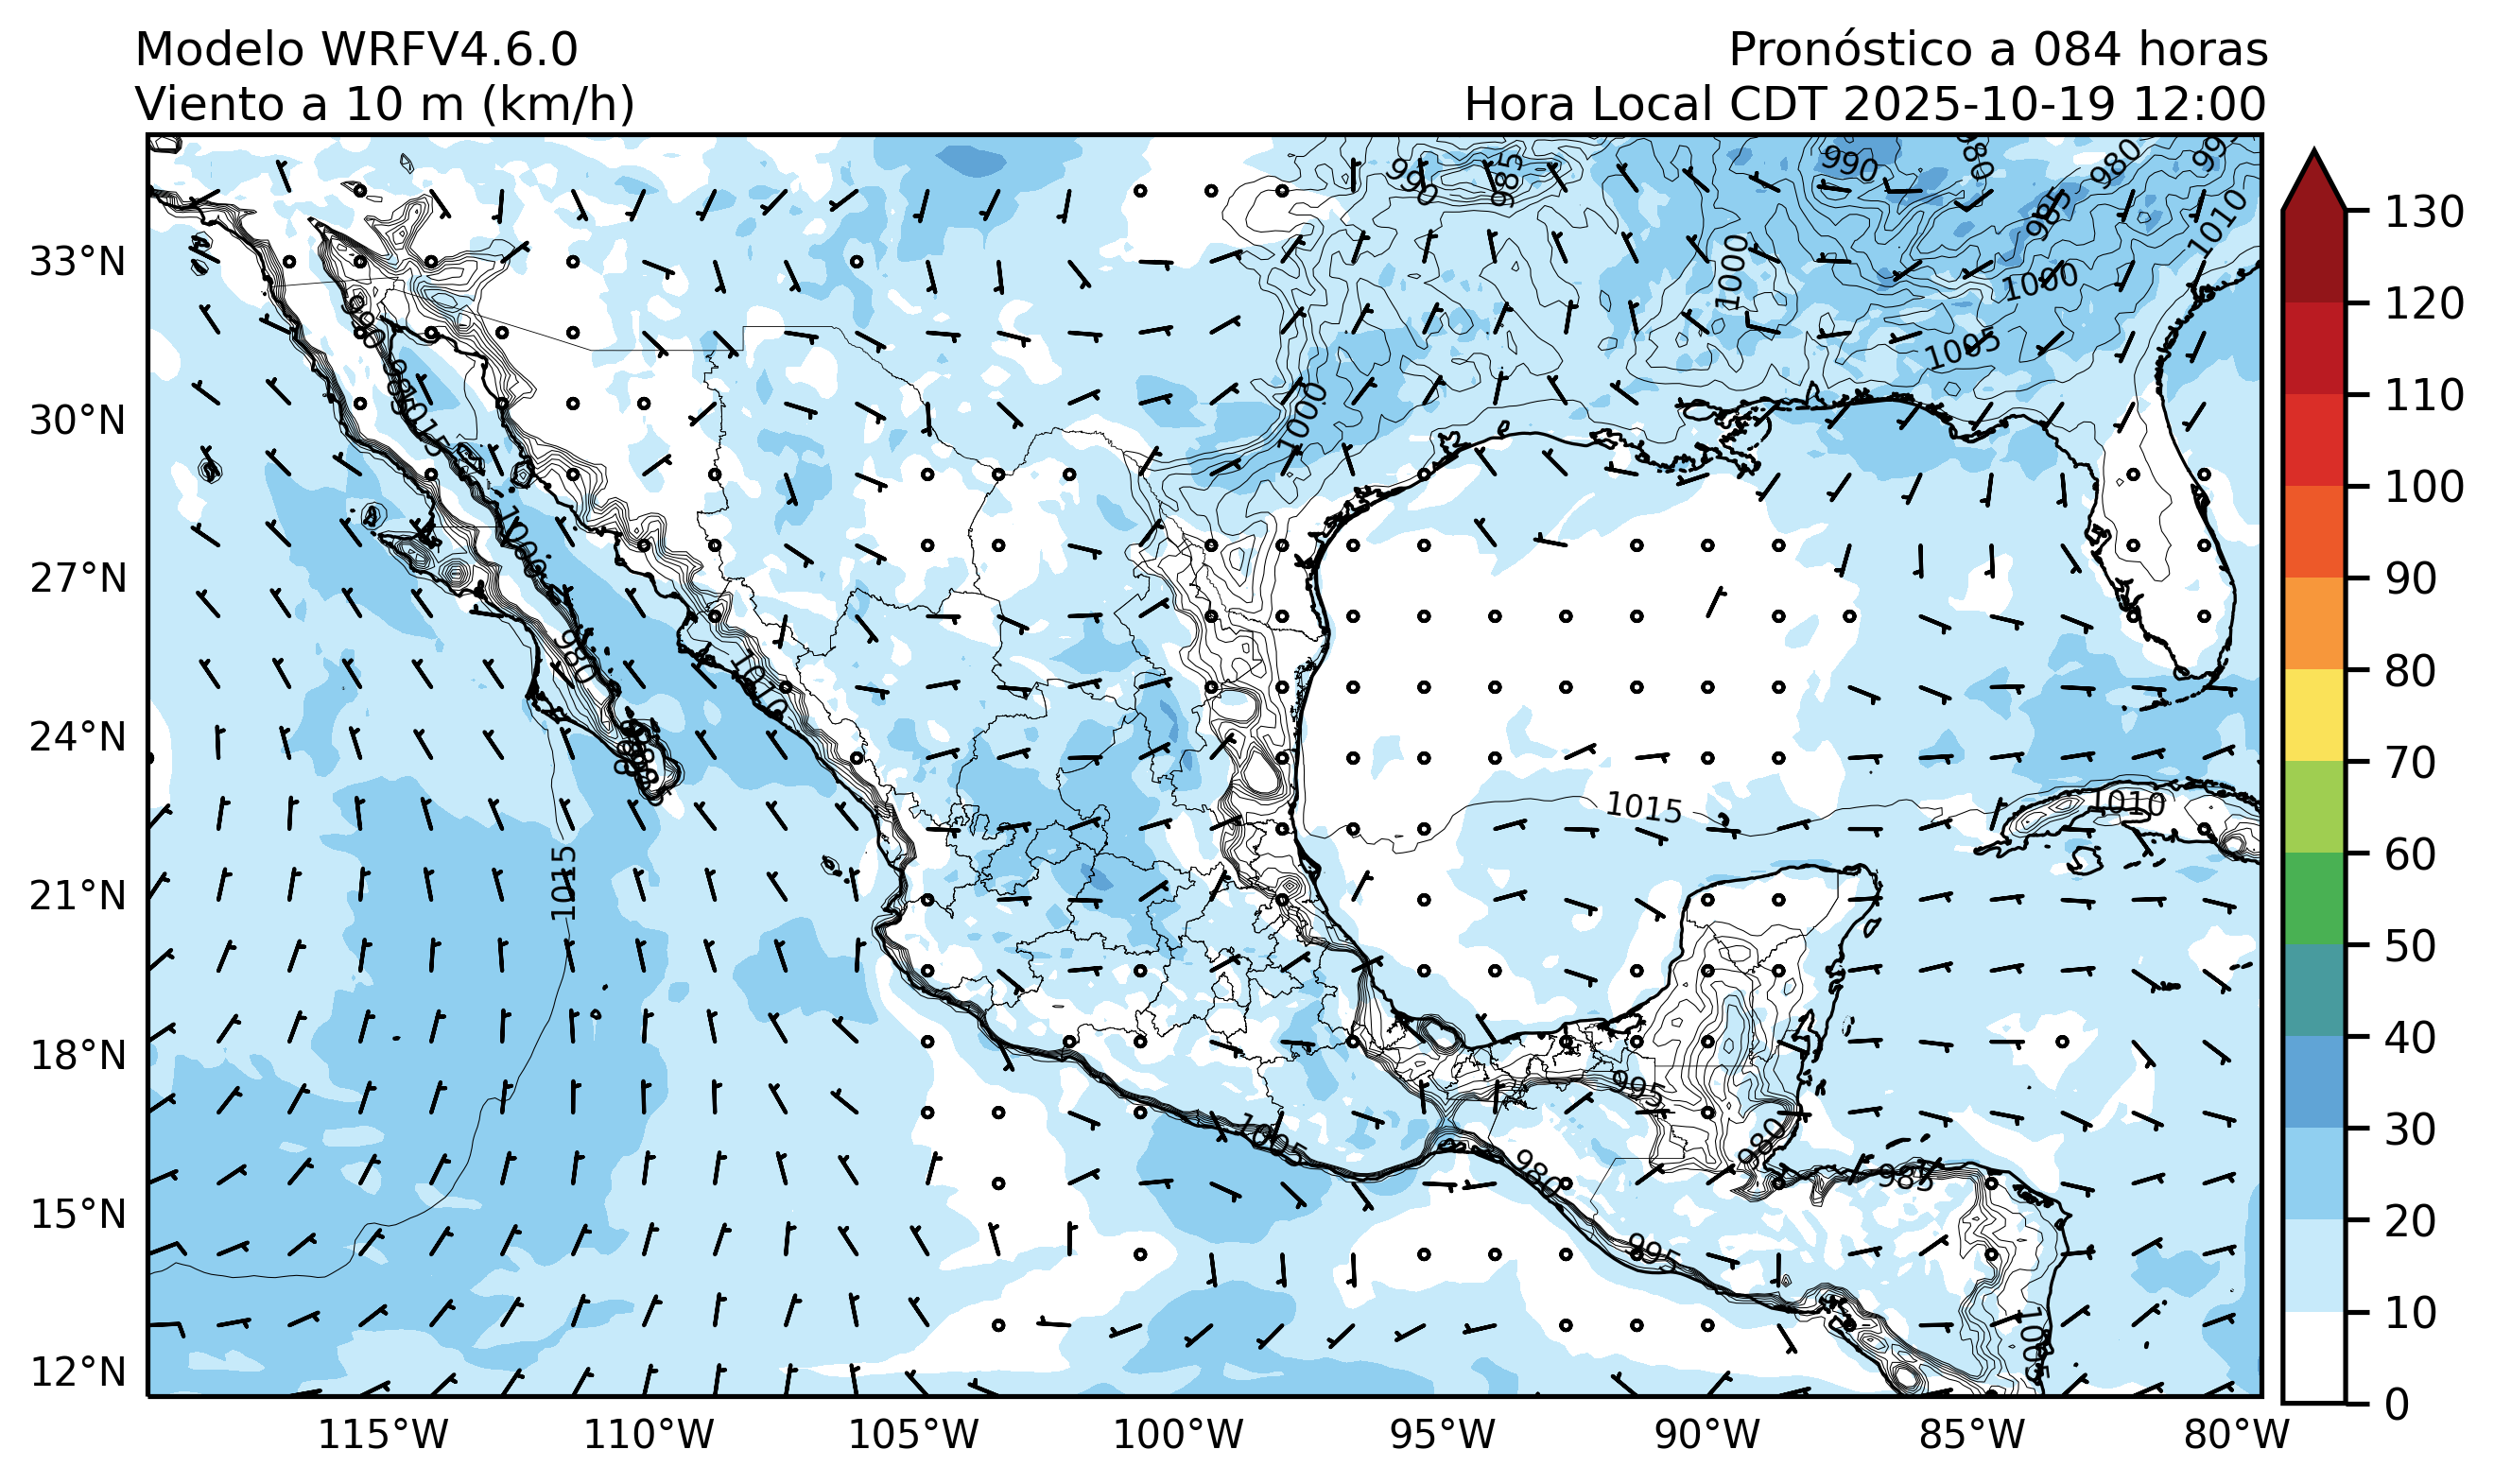 Modelo WRFV4.6.0
Viento a 10 m (km/h)
Pronóstico a 084 horas
Hora Local CDT 2025-10-19 12:00
33°N
30°N
27°N
24°N
21°N
18°N
15°N
12°N
115°W
110°W
105°W
100°W
95°W
90°W
85°W
80°W
130
120
110
100
90
80
70
60
50
40
30
20
10
0
990
985
990
980
985
1010
1000
1000
1005
1000
1015
1010
1015
980
1010
1005
995
980
985
980
995
1005